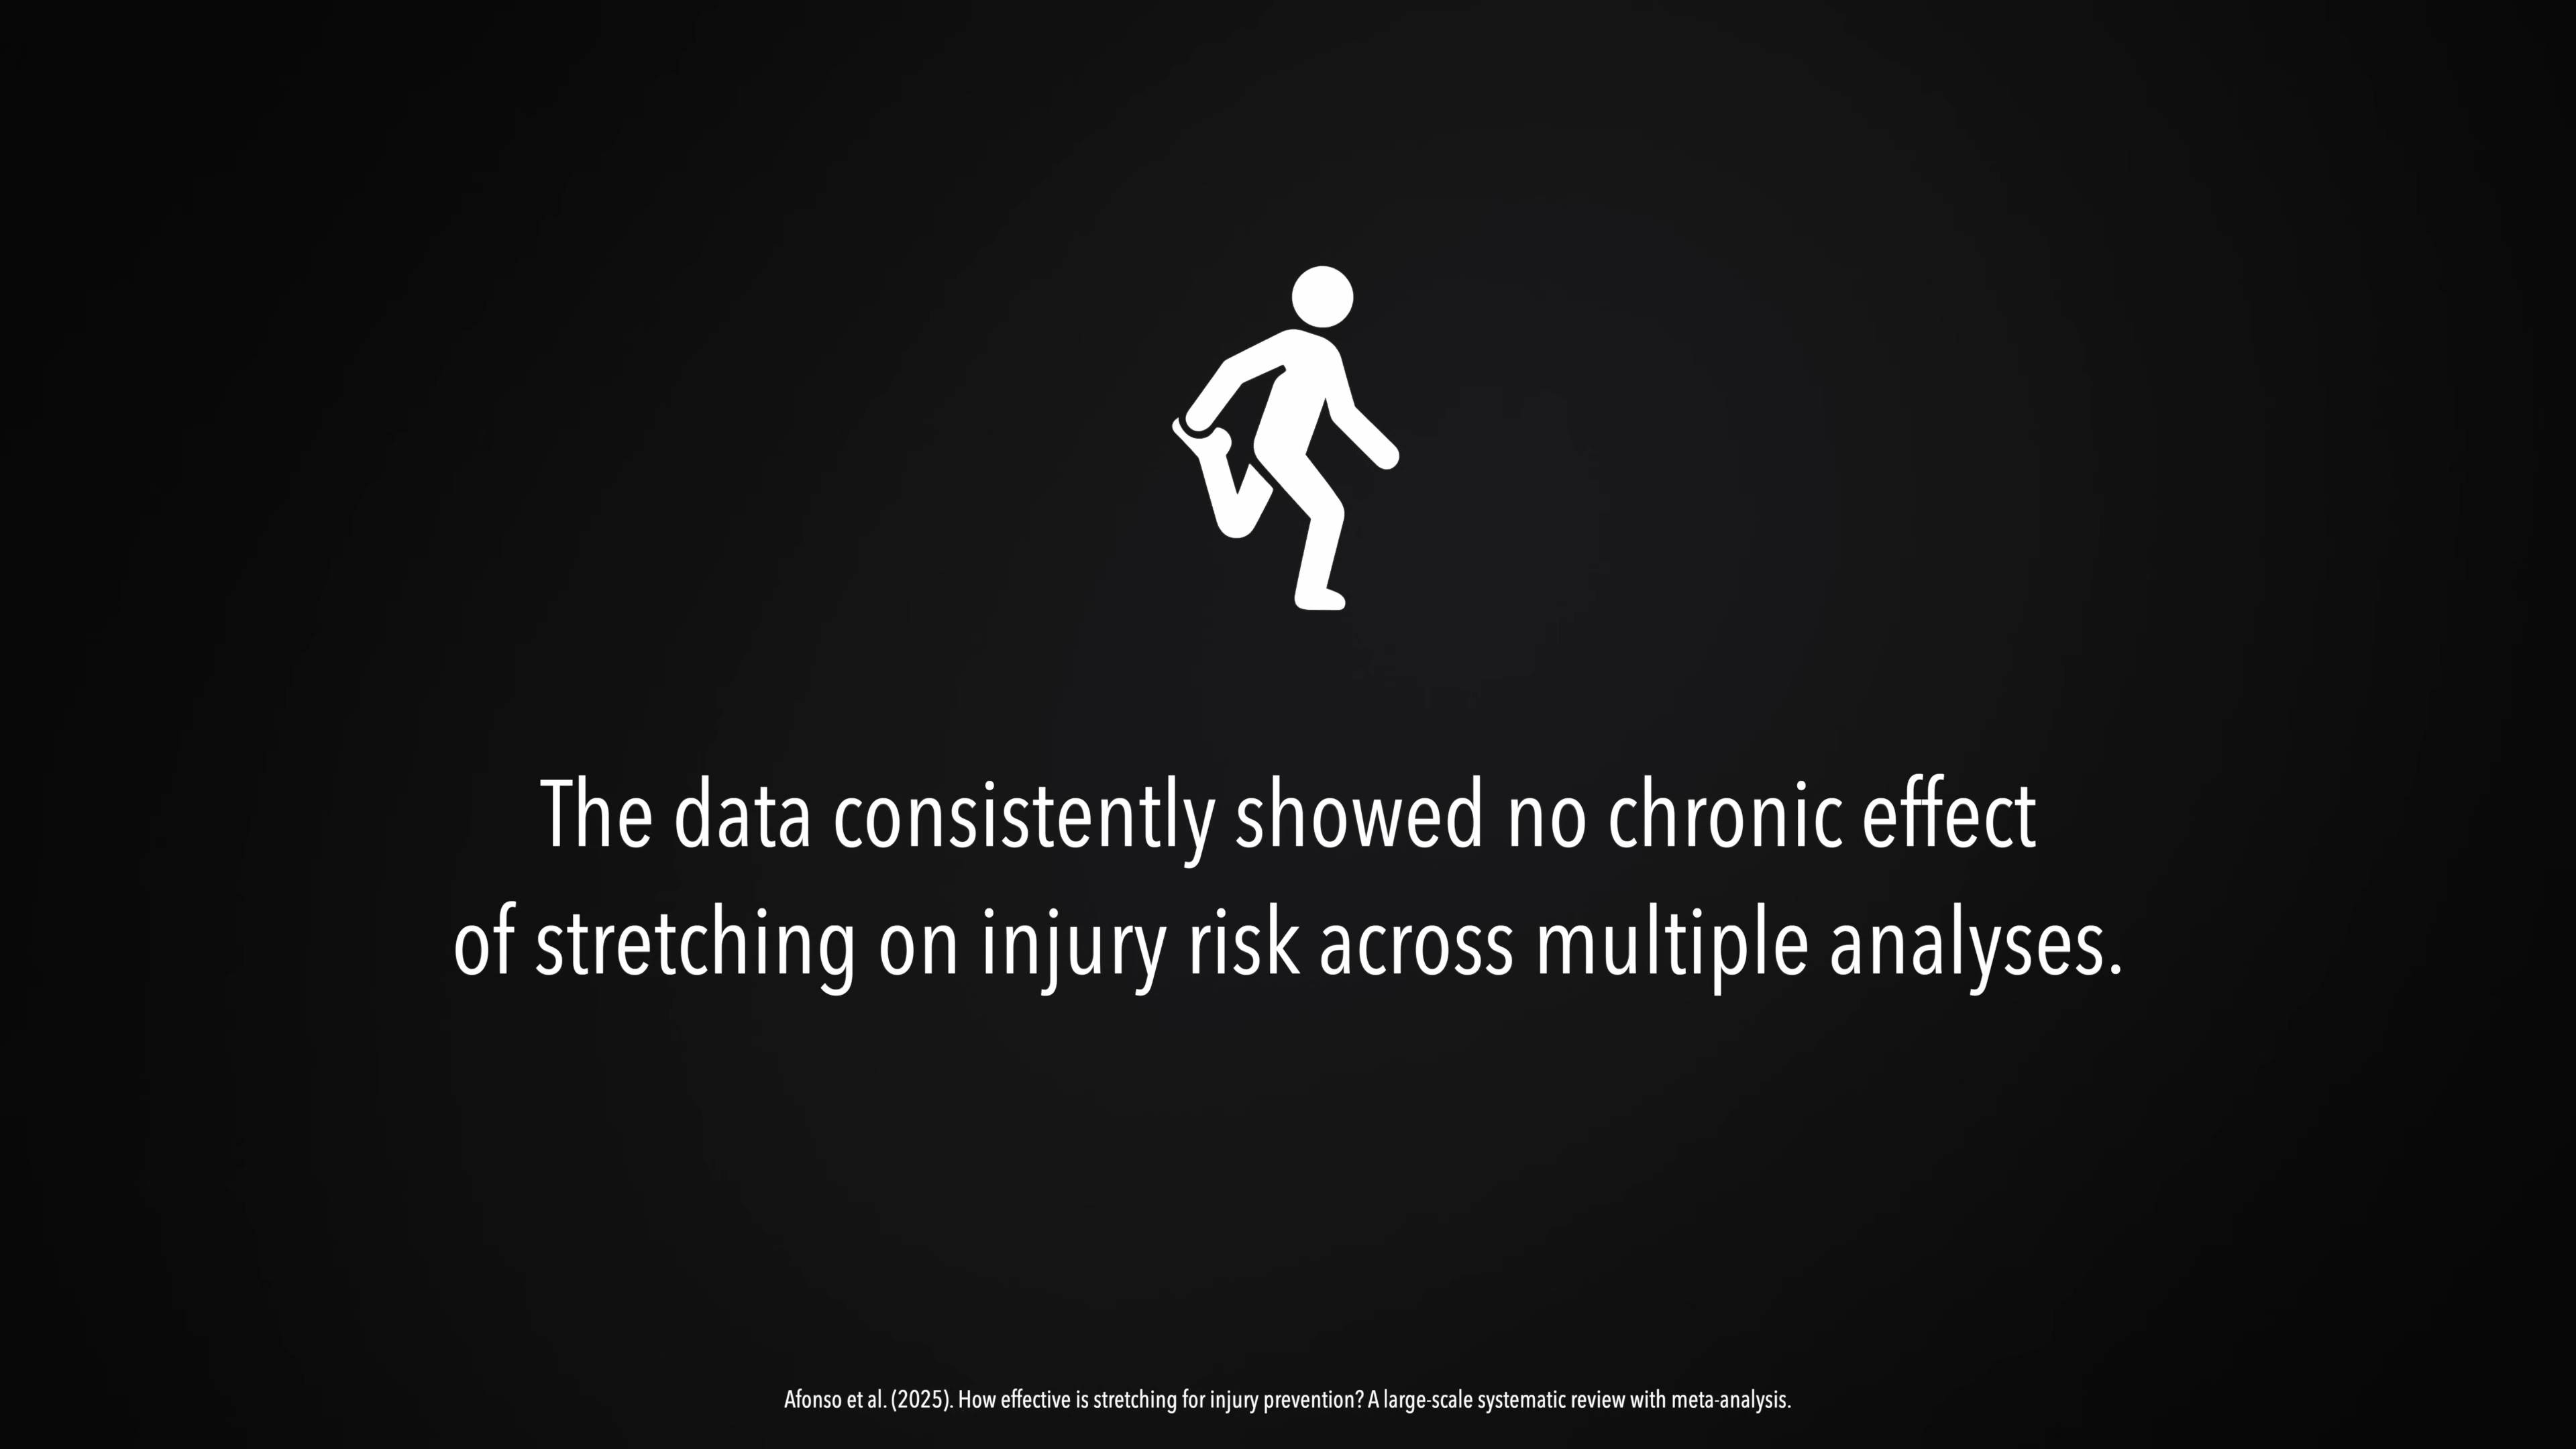 The data consistently showed no chronic effect
of stretching on injury risk across multiple analyses.
Afonso et al. (2025). How effective is stretching for injury prevention? A large-scale systematic review with meta-analysis.